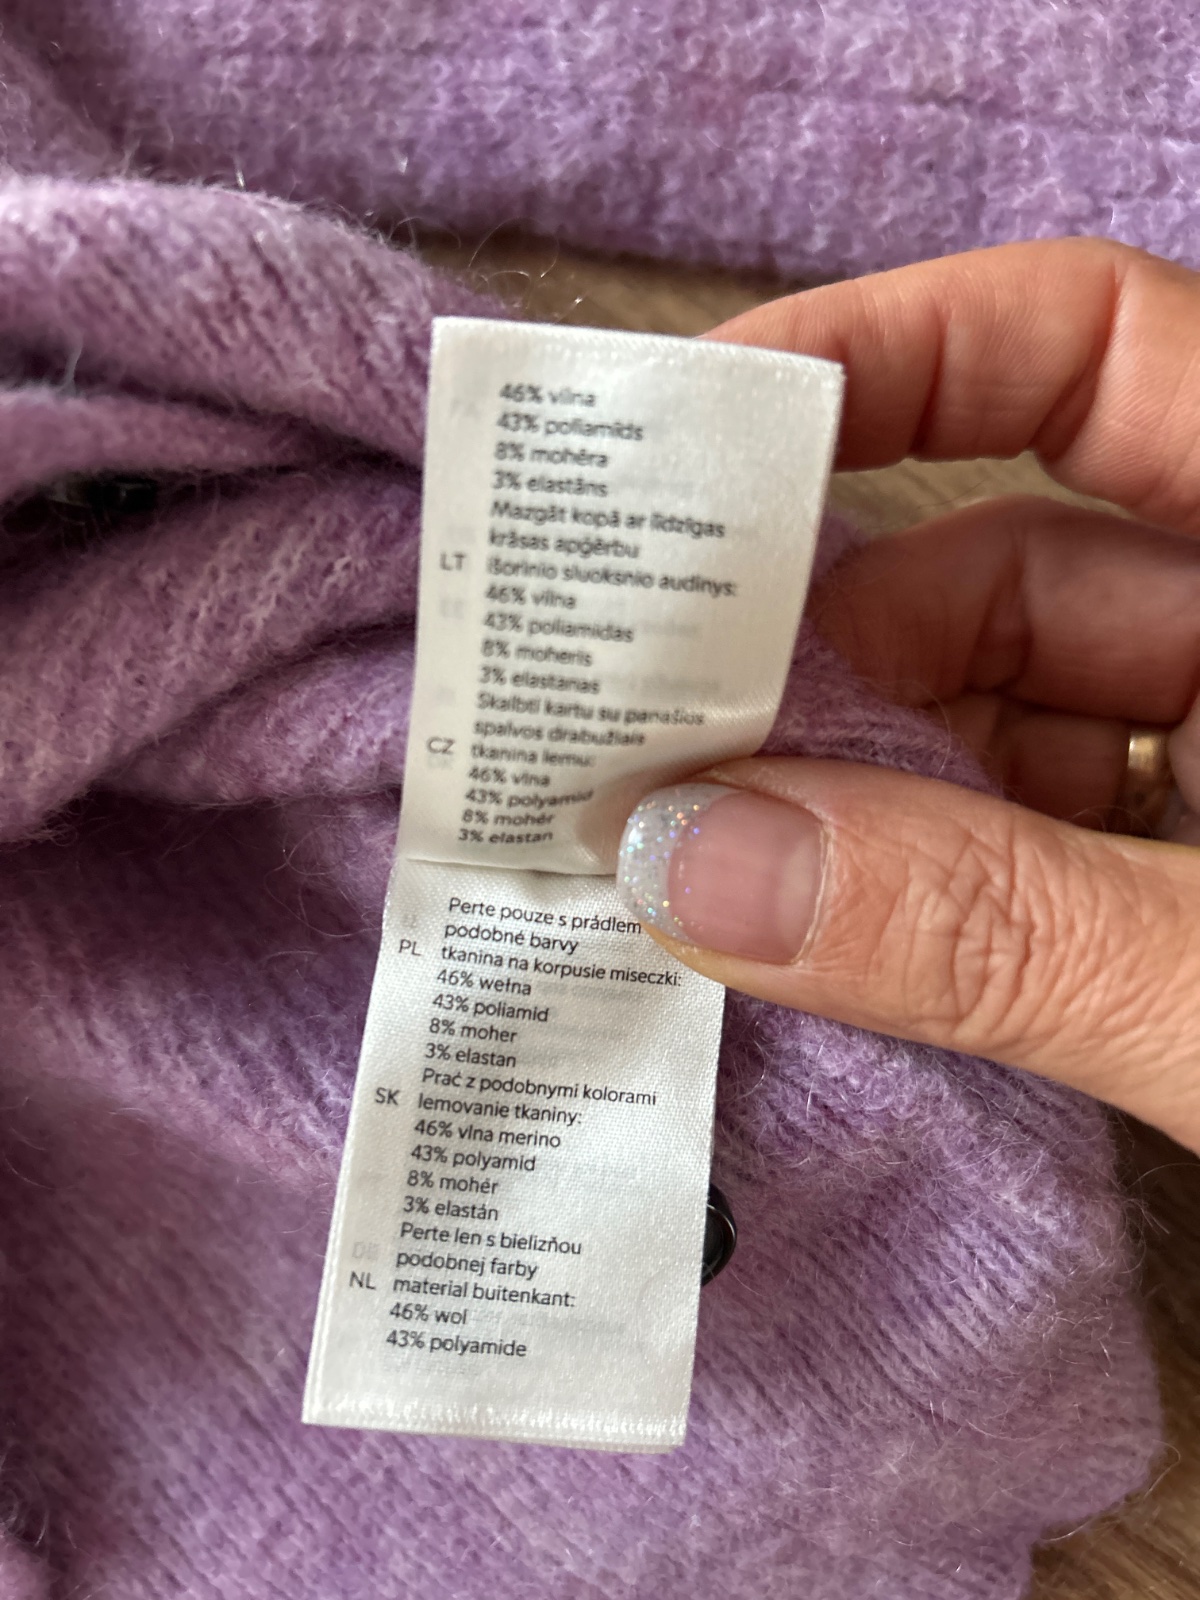 46% vilna
43% poliamīds
8% mohēra
3% elastāns
Mazgāt kopā ar līdzīgas
krāsas apģērbu
LT išorinio sluoksnio audinys:
46% vilna
43% poliamidas
8% moheris
3% elastanas
Skalbti kartu su panašios
spalvos drabužiais
CZ tkanina lemu:
46% vlna
43% polyamid
8% mohér
3% elastan
Perte pouze s prádlem
podobné barvy
PL tkanina na korpusie miseczki:
46% wełna
43% poliamid
8% moher
3% elastan
Prać z podobnymi kolorami
SK lemovanie tkaniny:
46% vlna merino
43% polyamid
8% mohér
3% elastán
Perte len s bielizňou
podobnej farby
NL material buitenkant:
46% wol
43% polyamide